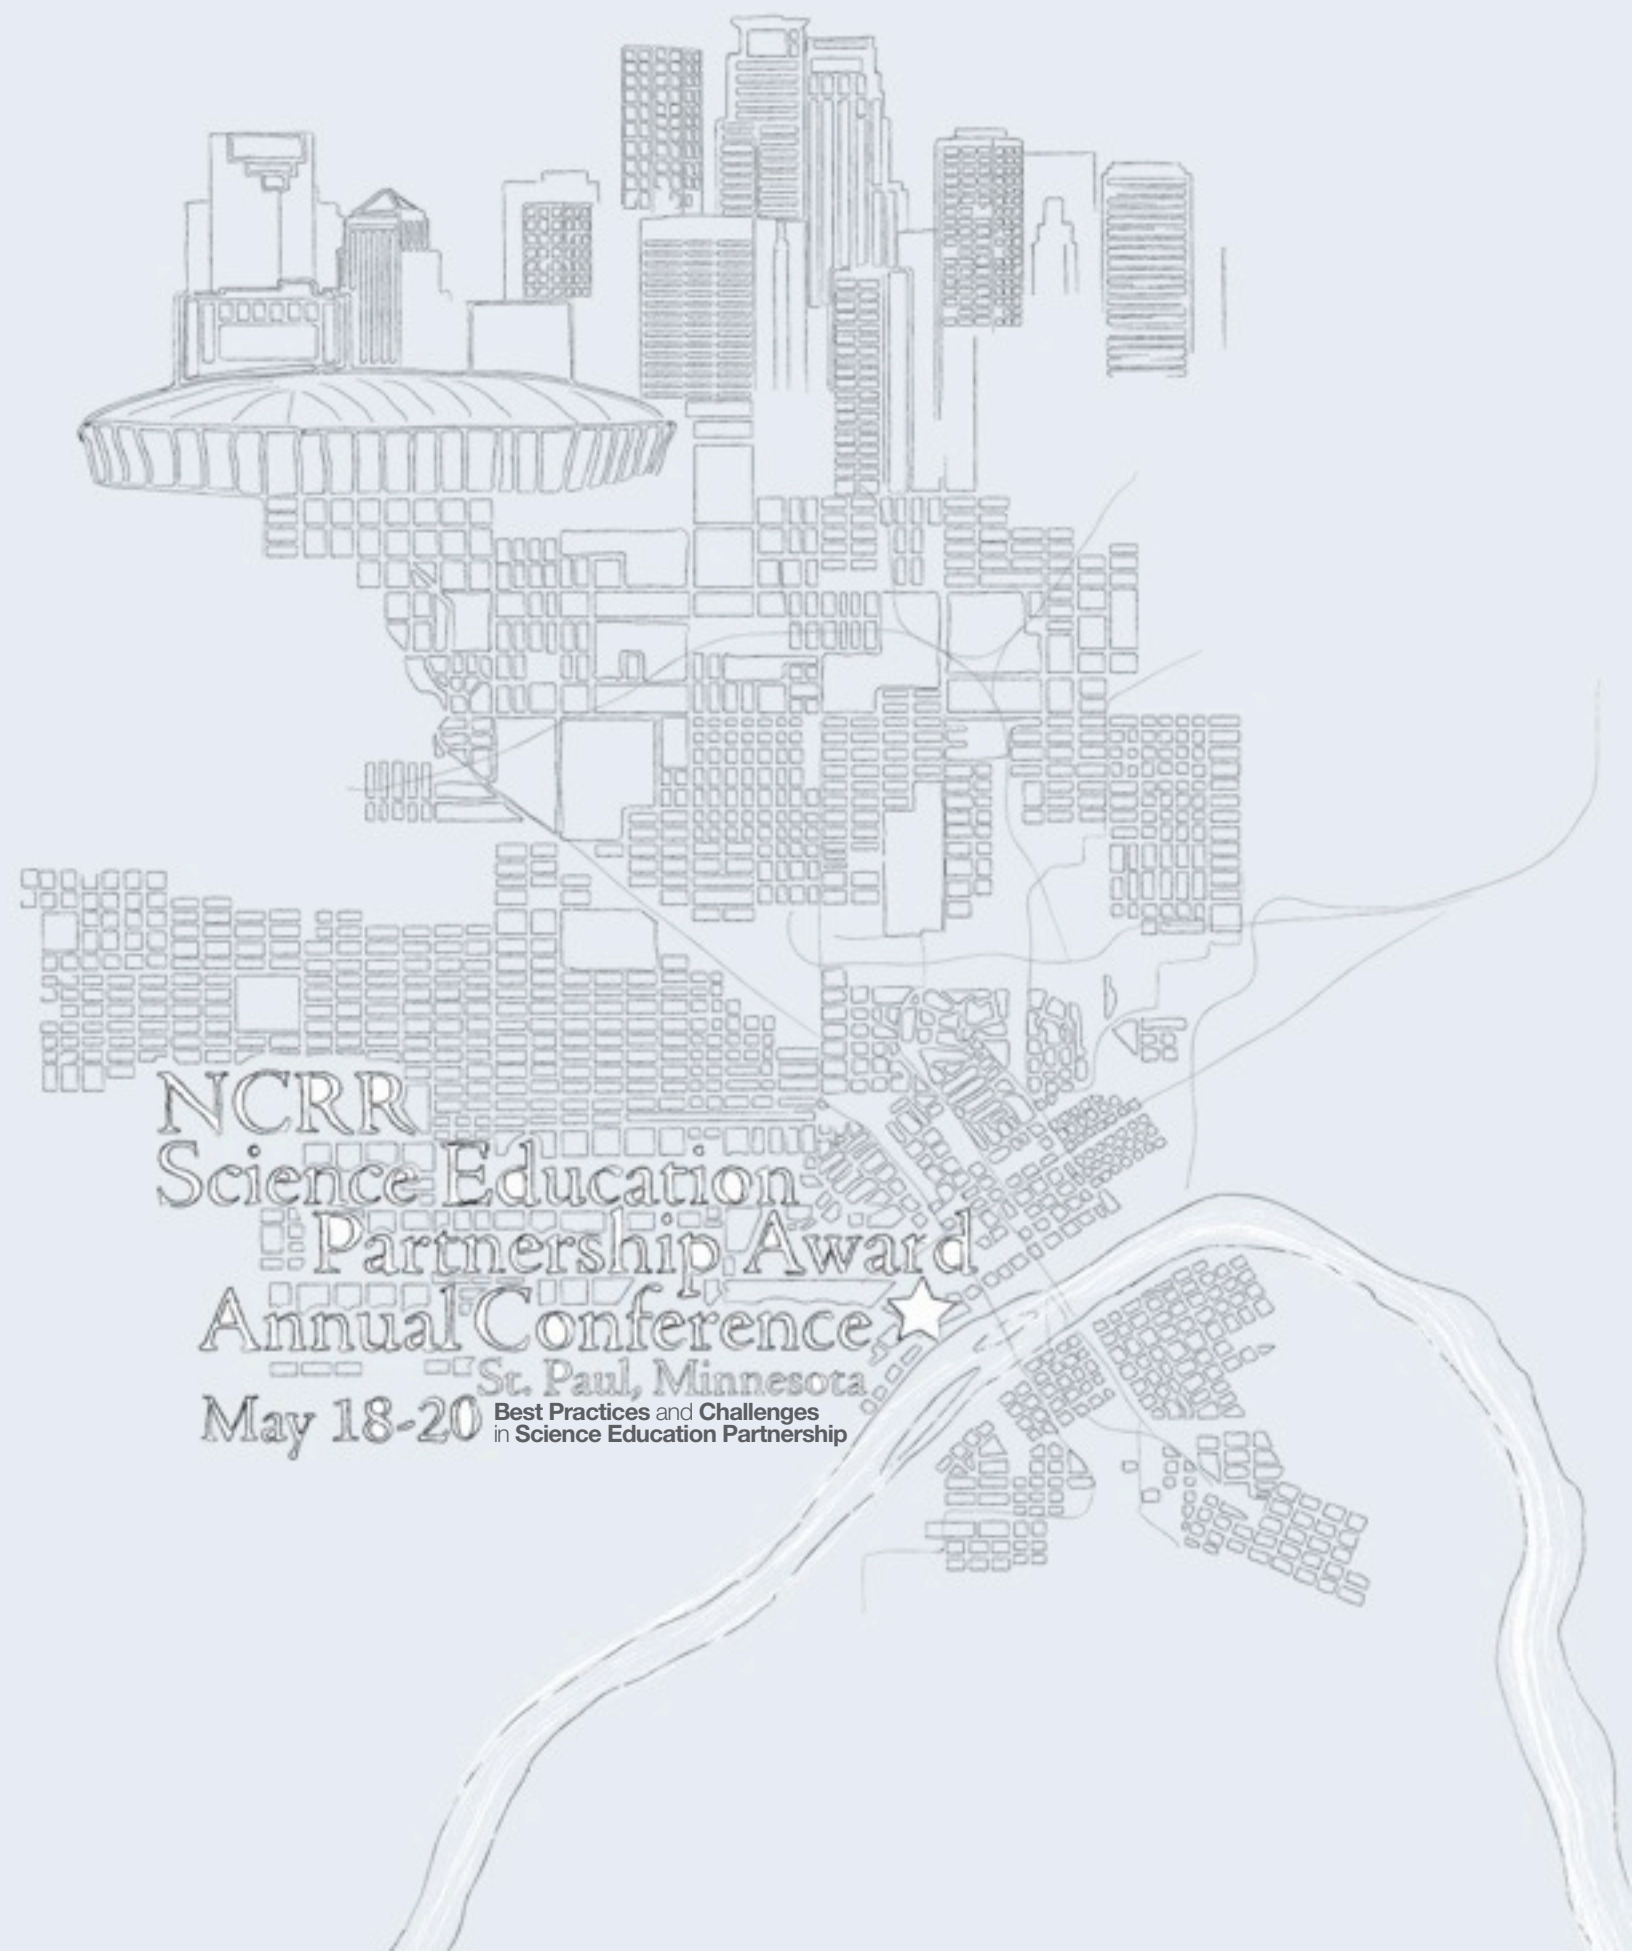 NCRR
Science Education
Partnership Award
Annual Conference
St. Paul, Minnesota
May 18-20
Best Practices and Challenges
in Science Education Partnership